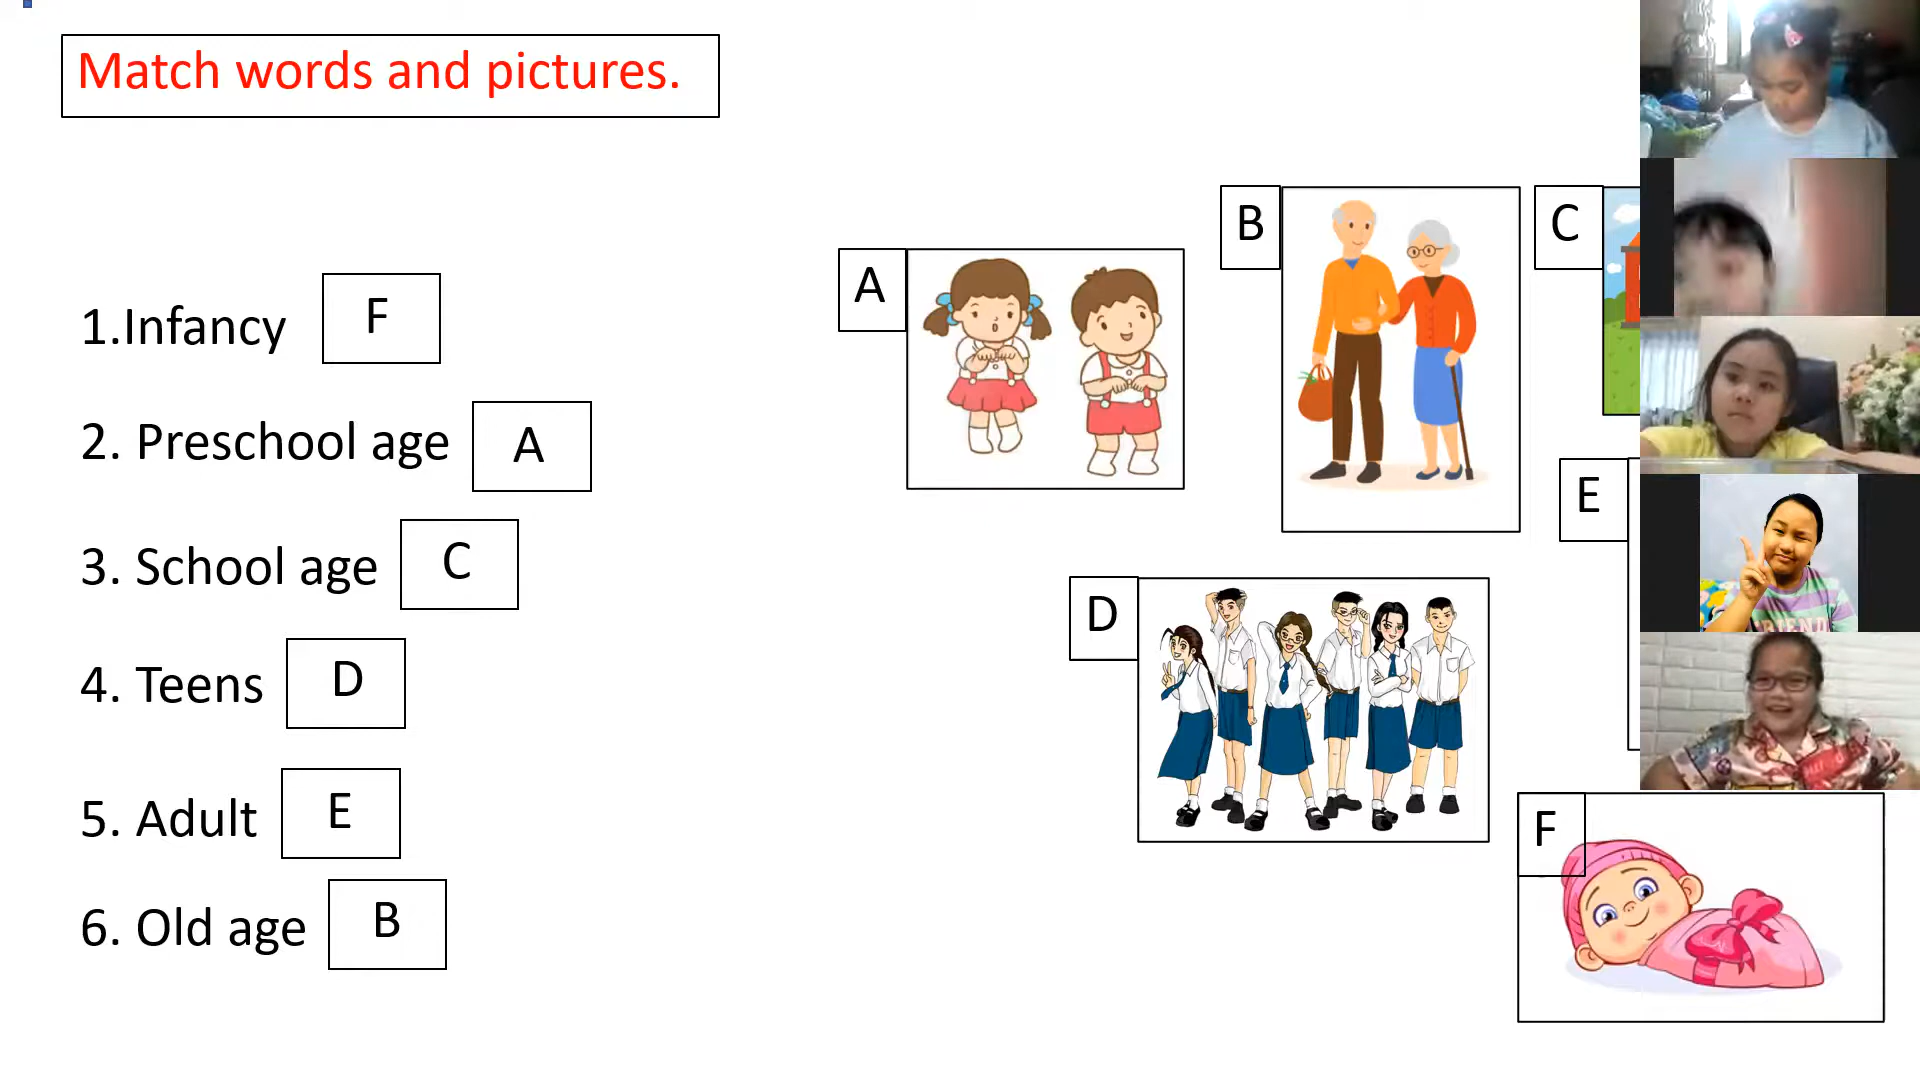 Match words and pictures.
1.Infancy F
2. Preschool age A
3. School age C
4. Teens D
5. Adult E
6. Old age B
A
B
C
D
E
F